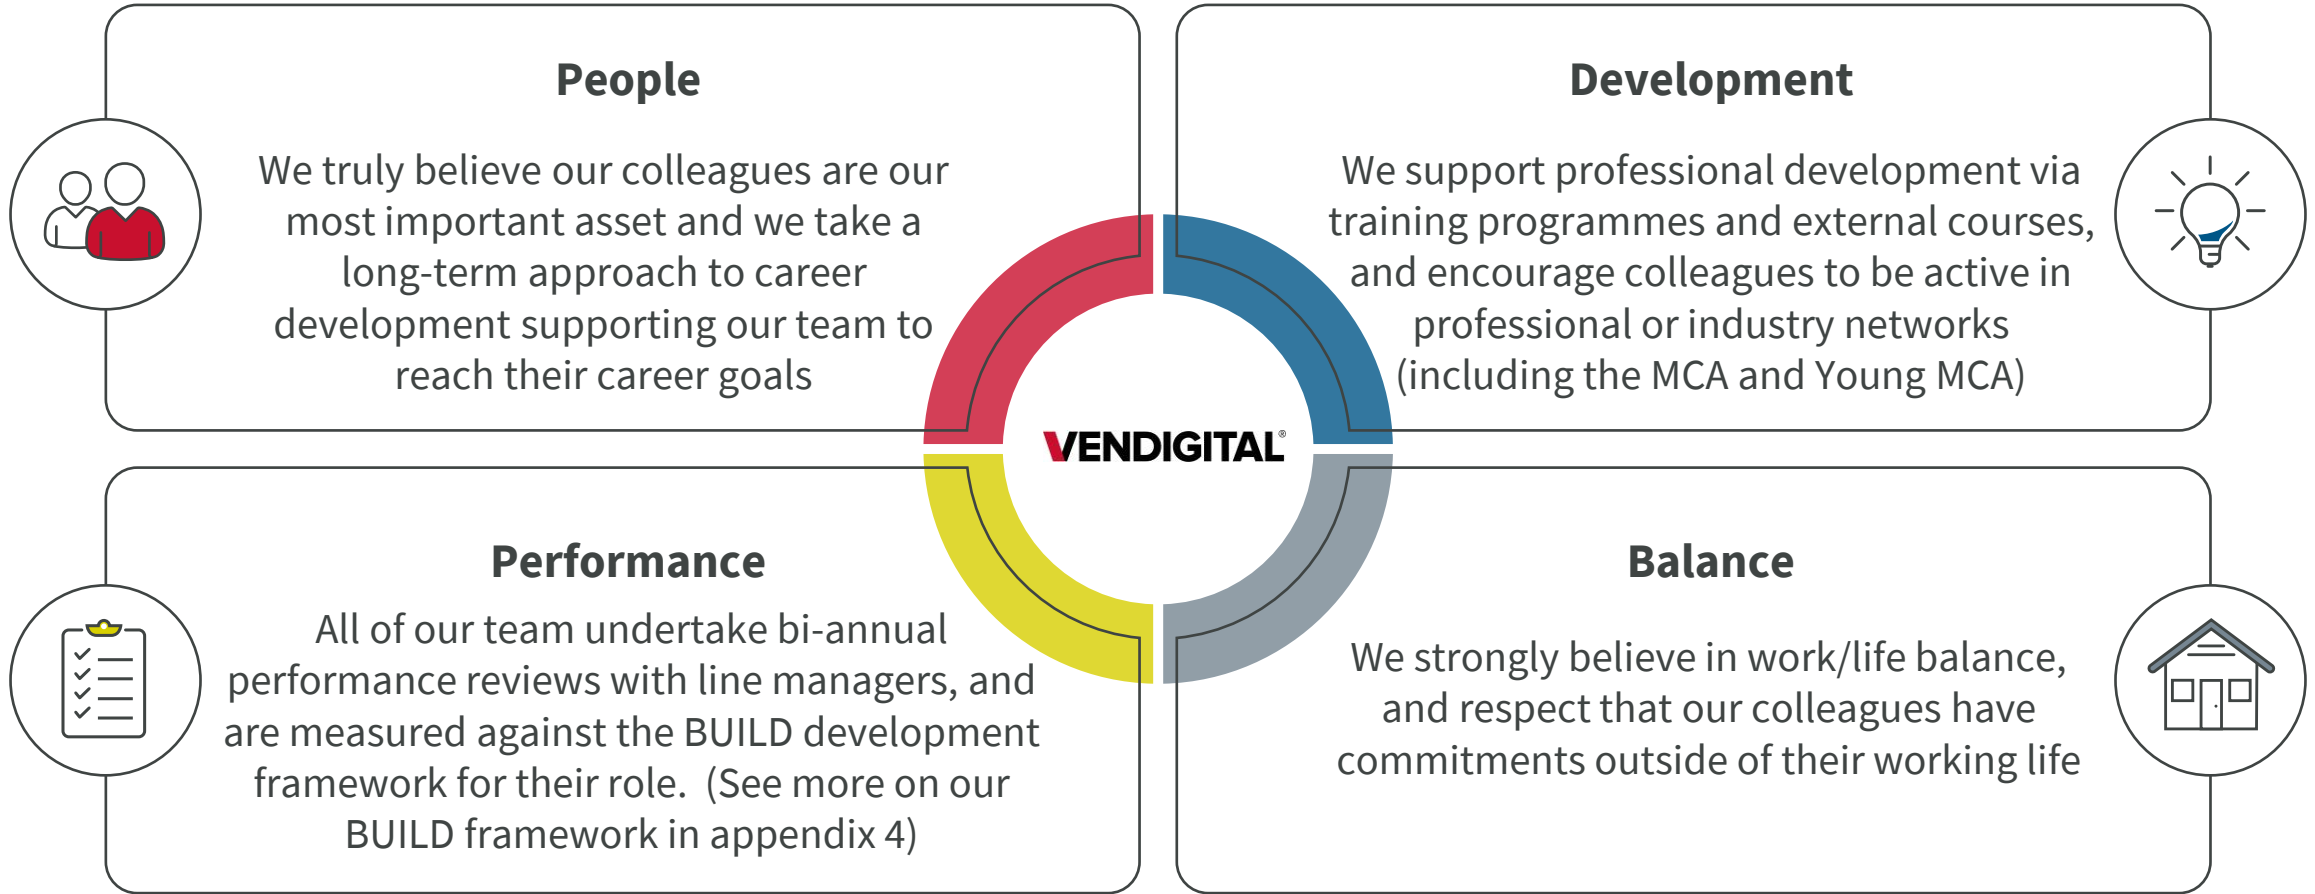 People
We truly believe our colleagues are our
most important asset and we take a
long-term approach to career
development supporting our team to
reach their career goals
Development
We support professional development via
training programmes and external courses,
and encourage colleagues to be active in
professional or industry networks
(including the MCA and Young MCA)
VENDIGITAL®
Performance
All of our team undertake bi-annual
performance reviews with line managers, and
are measured against the BUILD development
framework for their role.  (See more on our
BUILD framework in appendix 4)
Balance
We strongly believe in work/life balance,
and respect that our colleagues have
commitments outside of their working life